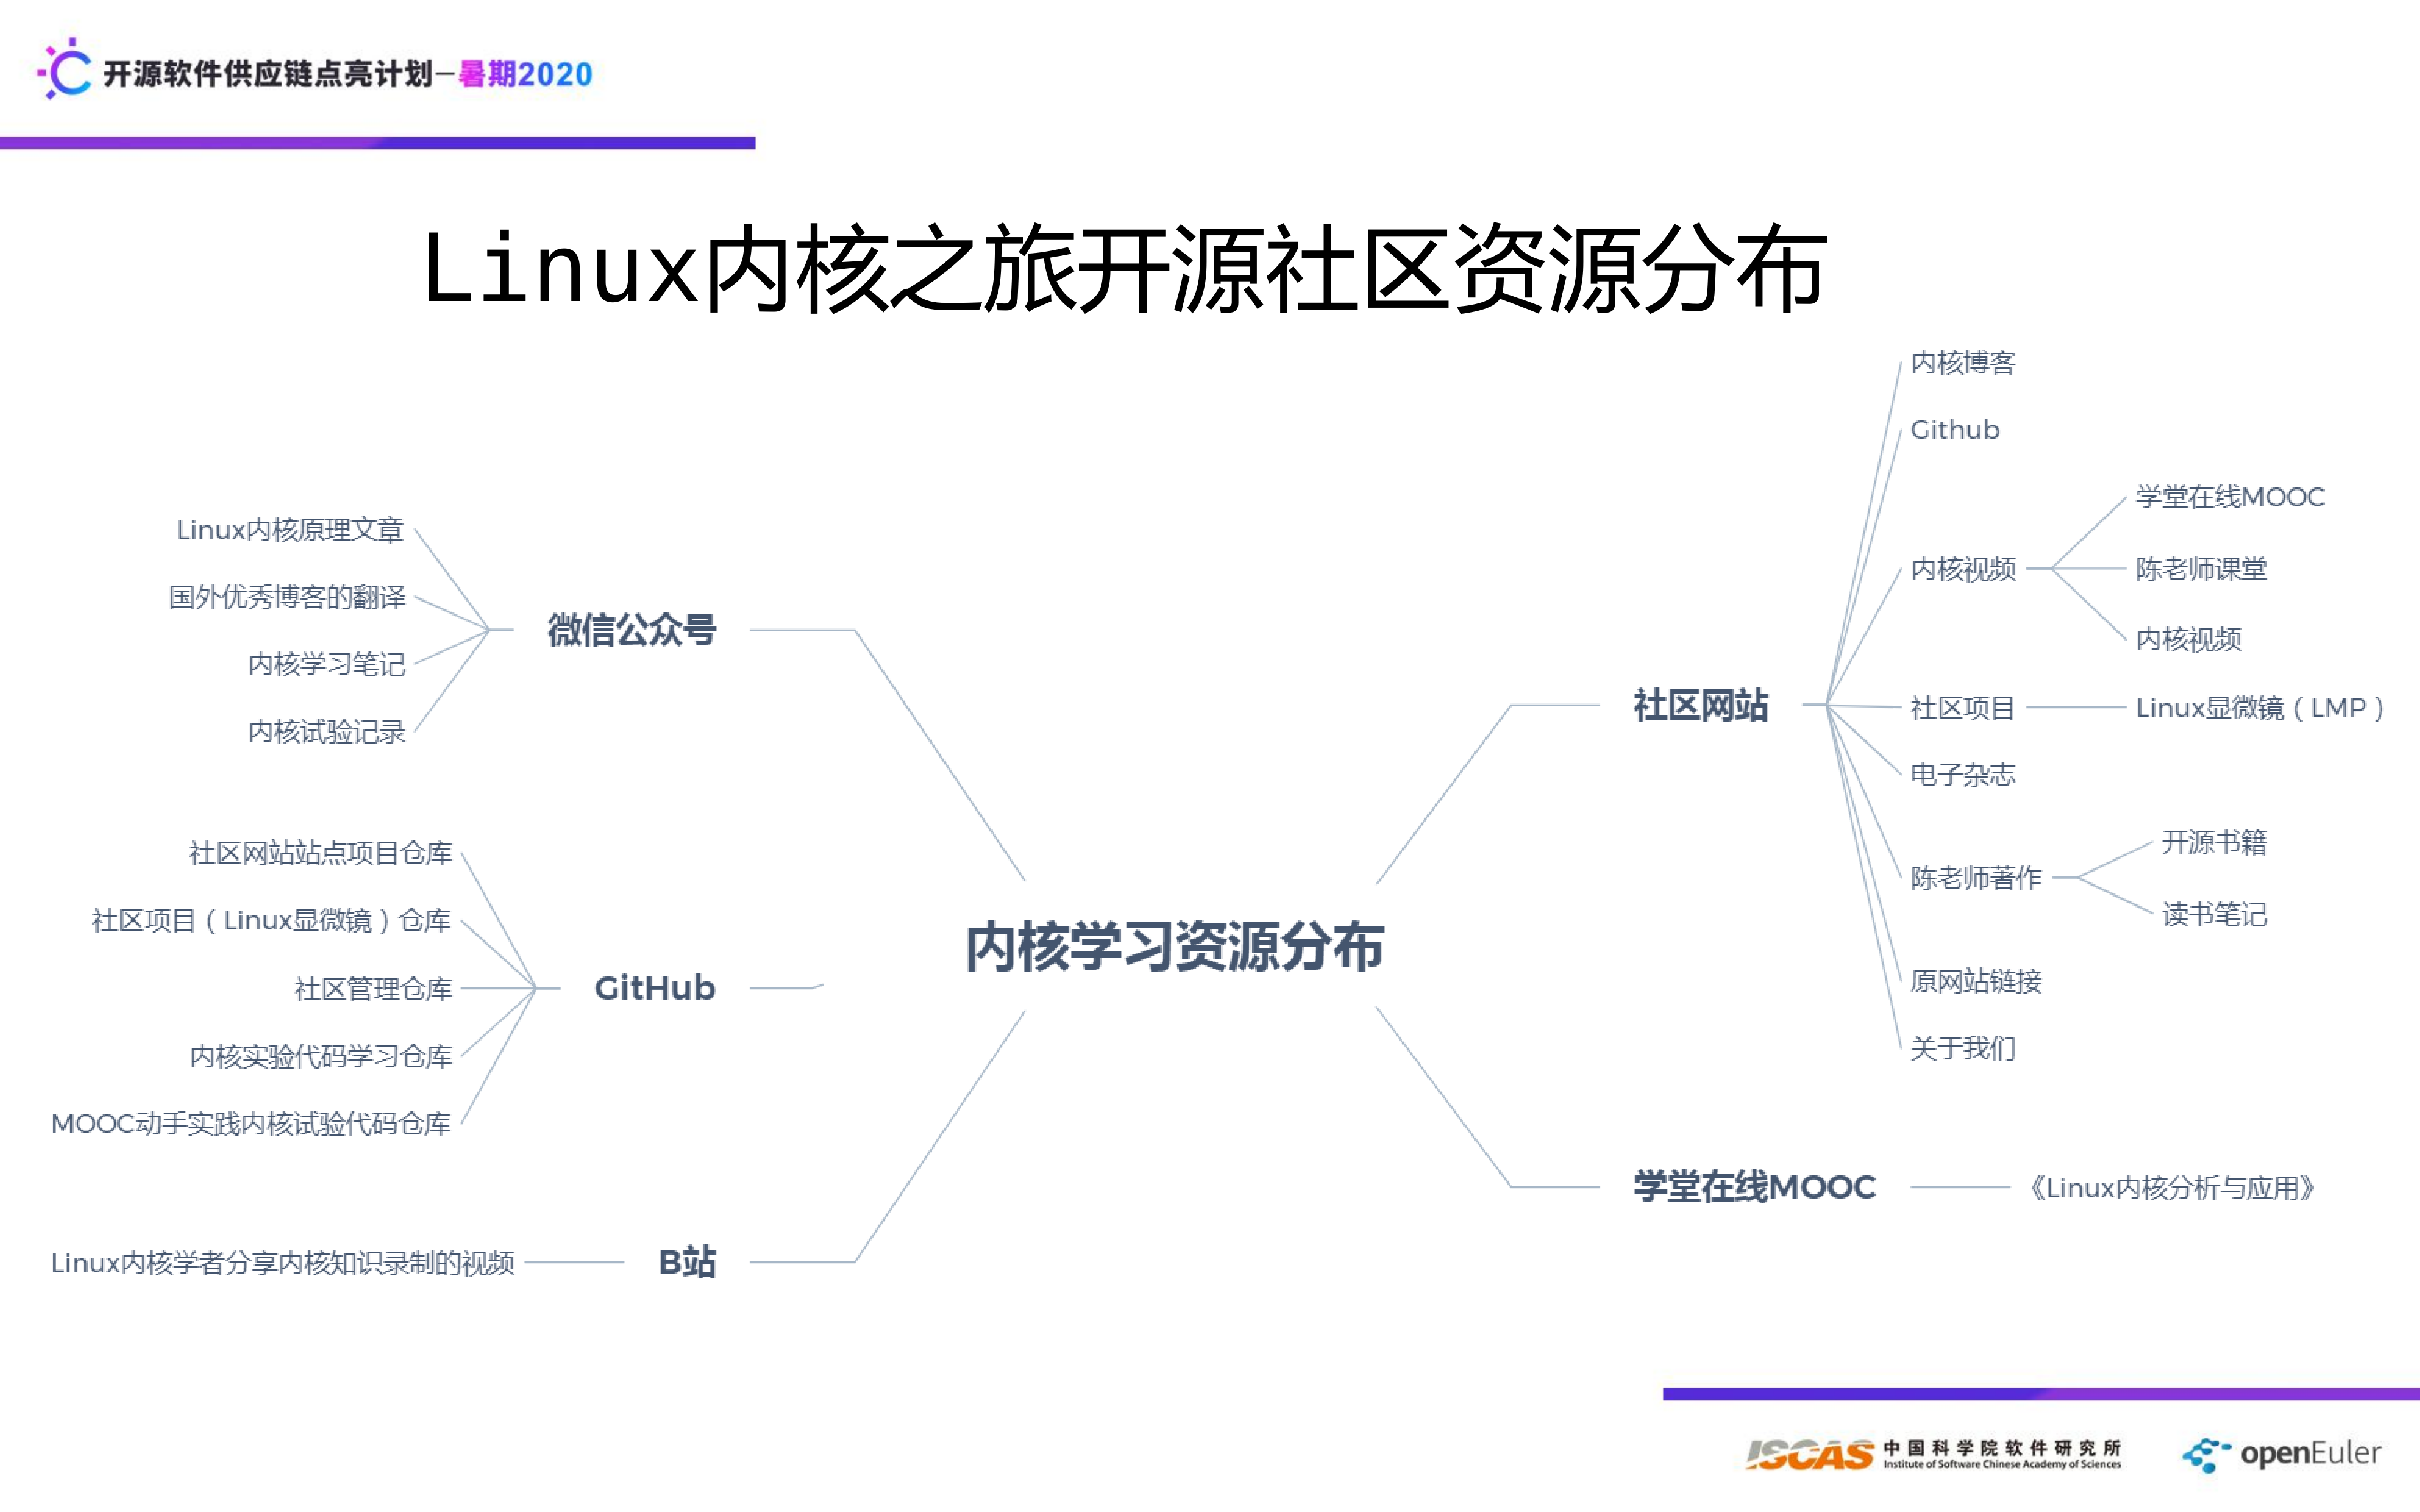 开源软件供应链点亮计划—暑期2020
Linux内核之旅开源社区资源分布
内核学习资源分布
微信公众号
Linux内核原理文章
国外优秀博客的翻译
内核学习笔记
内核试验记录
GitHub
社区网站站点项目仓库
社区项目（Linux显微镜）仓库
社区管理仓库
内核实验代码学习仓库
MOOC动手实践内核试验代码仓库
B站
Linux内核学者分享内核知识录制的视频
社区网站
内核博客
Github
内核视频
学堂在线MOOC
陈老师课堂
内核视频
社区项目
Linux显微镜（LMP）
电子杂志
陈老师著作
开源书籍
读书笔记
原网站链接
关于我们
学堂在线MOOC
《Linux内核分析与应用》
ISCAS 中国科学院软件研究所
Institute of Software Chinese Academy of Sciences
openEuler